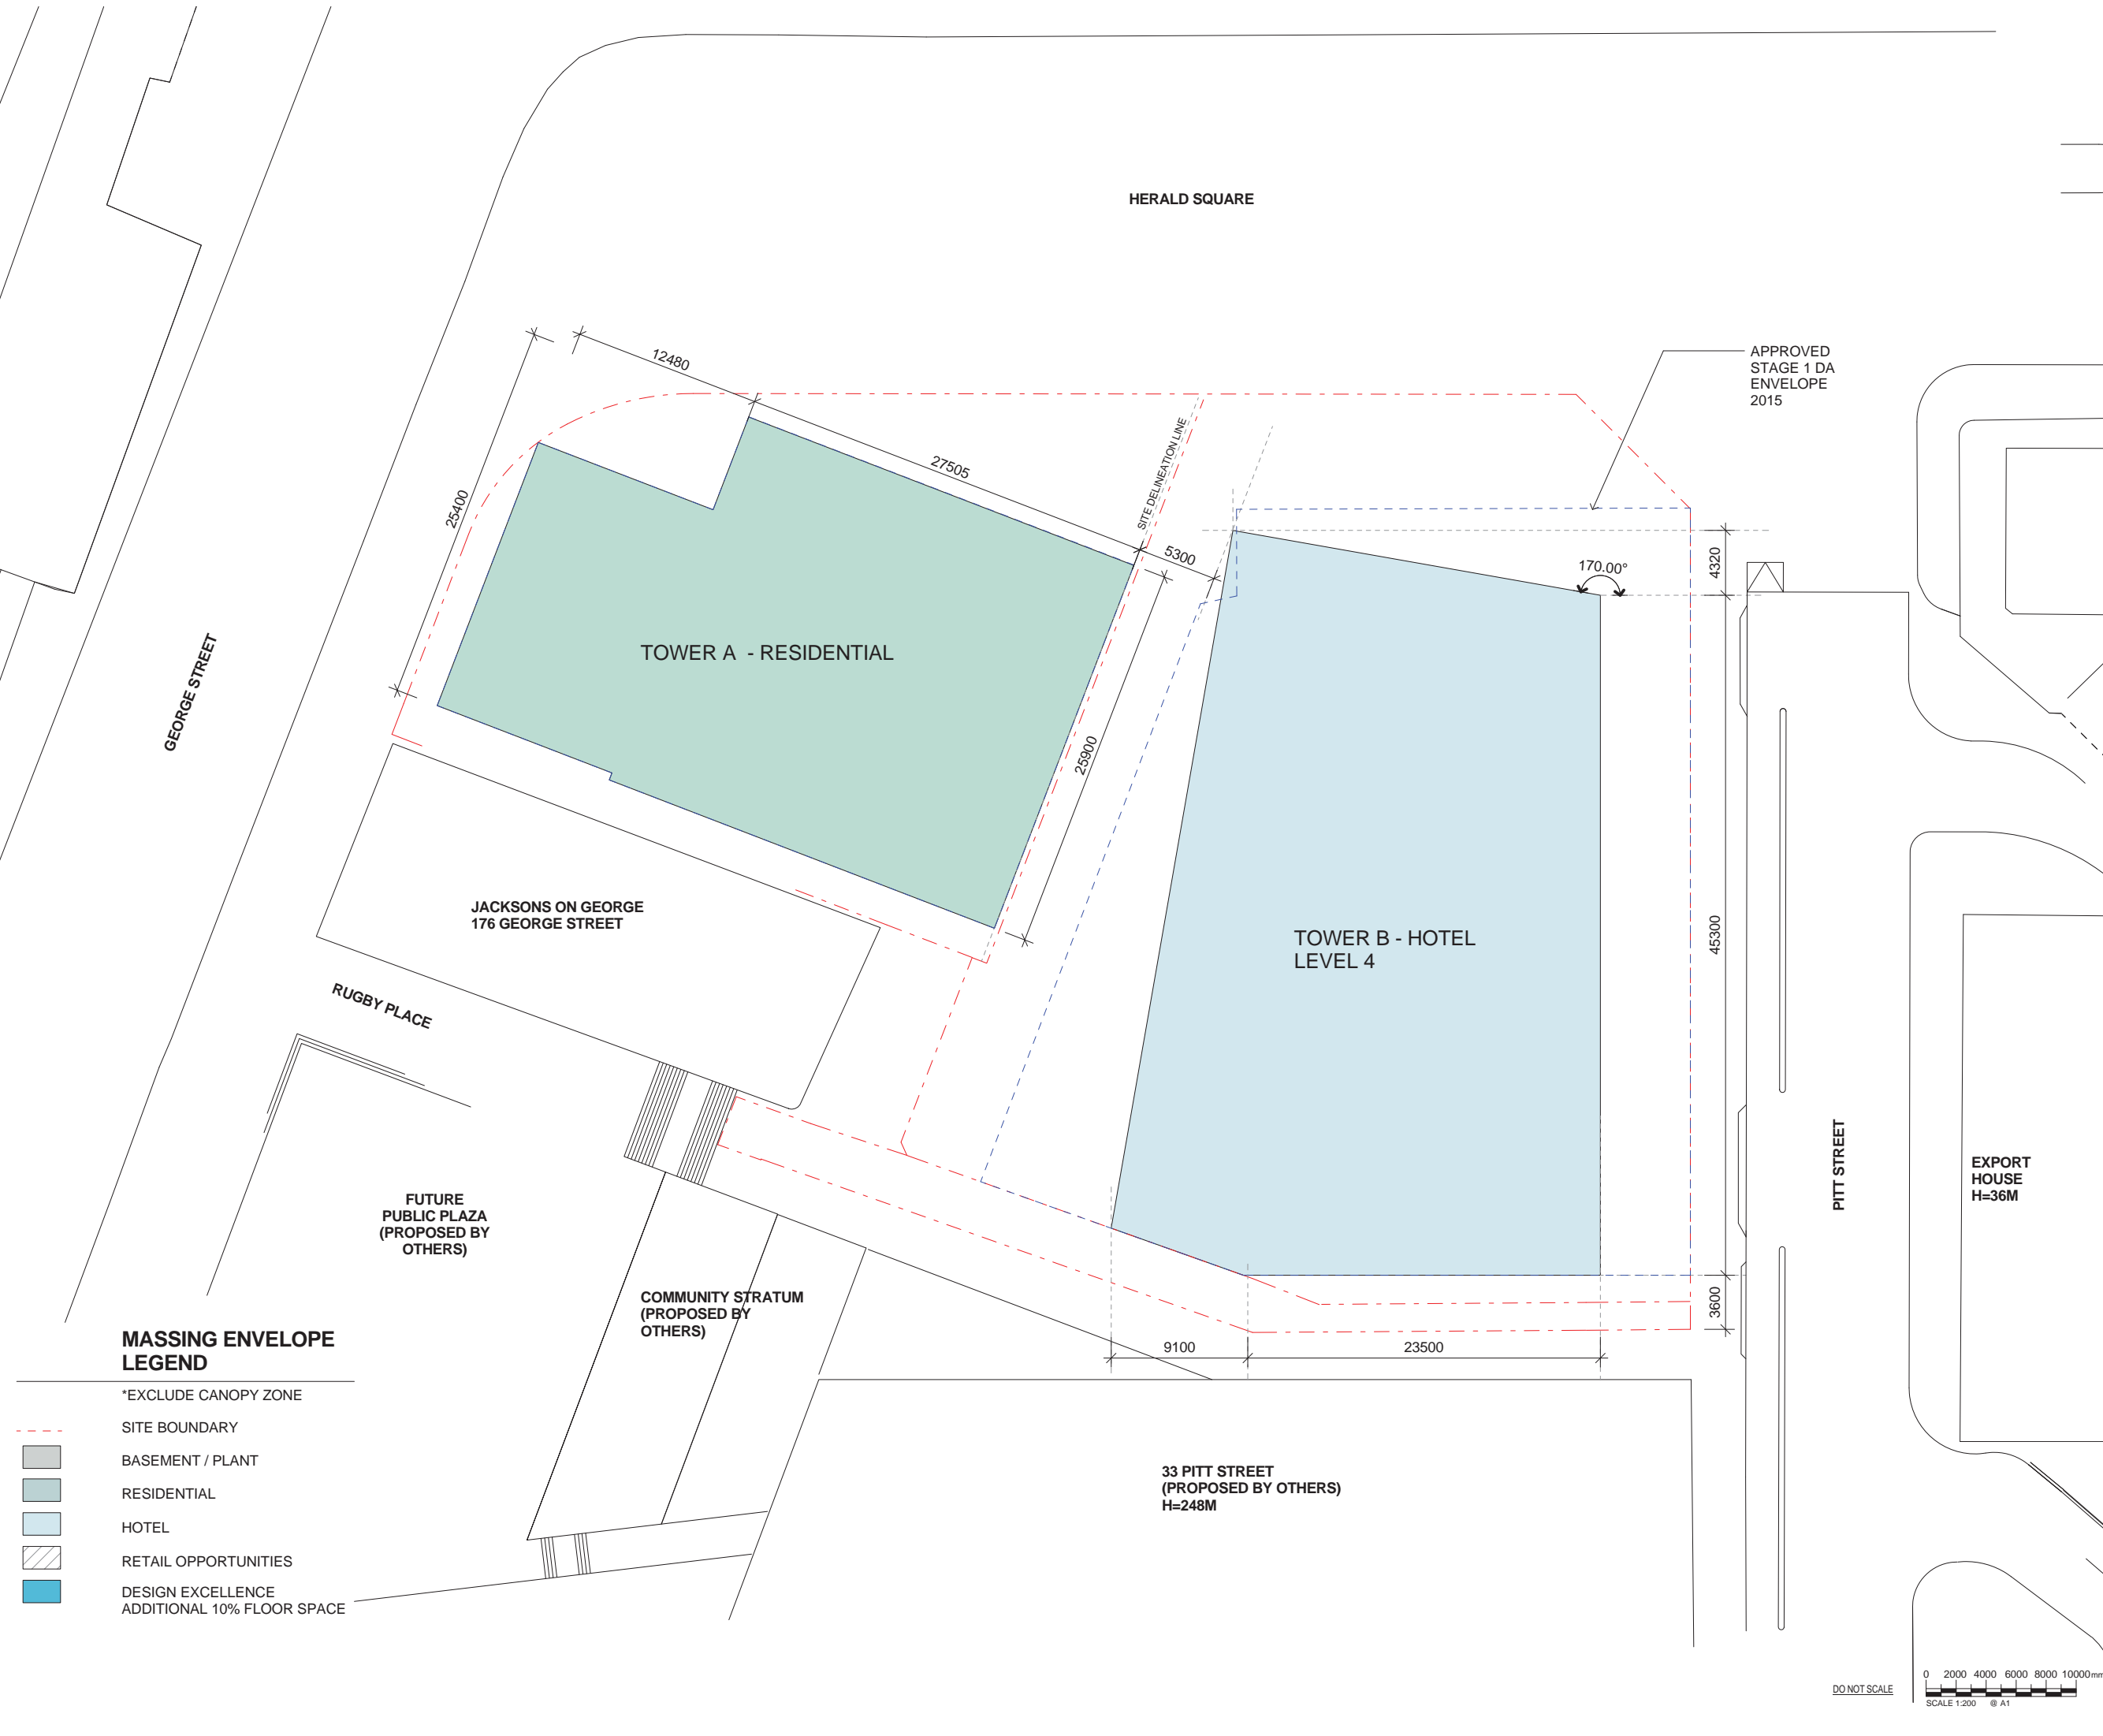 HERALD SQUARE
APPROVED
STAGE 1 DA
ENVELOPE
2015
12480
27505
25400
SITE DELINEATION LINE
5300
4320
170.00°
TOWER A - RESIDENTIAL
GEORGE STREET
25900
JACKSONS ON GEORGE
176 GEORGE STREET
TOWER B - HOTEL
LEVEL 4
45300
RUGBY PLACE
PITT STREET
EXPORT
HOUSE
H=36M
FUTURE
PUBLIC PLAZA
(PROPOSED BY
OTHERS)
COMMUNITY STRATUM
(PROPOSED BY
OTHERS)
3600
9100
23500
MASSING ENVELOPE
LEGEND
*EXCLUDE CANOPY ZONE
SITE BOUNDARY
BASEMENT / PLANT
RESIDENTIAL
HOTEL
RETAIL OPPORTUNITIES
DESIGN EXCELLENCE
ADDITIONAL 10% FLOOR SPACE
33 PITT STREET
(PROPOSED BY OTHERS)
H=248M
DO NOT SCALE
0 2000 4000 6000 8000 10000mm
SCALE 1:200 @ A1